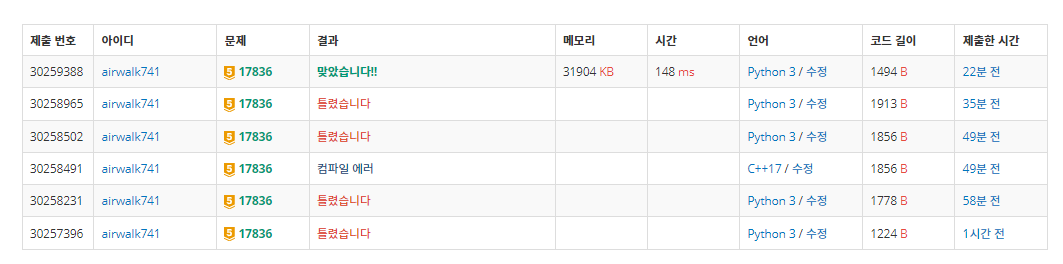 제출 번호 아이디 문제 결과 메모리 시간 언어 코드 길이 제출한 시간
30259388 airwalk741 5 17836 맞았습니다!! 31904 KB 148 ms Python 3 / 수정 1494 B 22분 전
30258965 airwalk741 5 17836 틀렸습니다 Python 3 / 수정 1913 B 35분 전
30258502 airwalk741 5 17836 틀렸습니다 Python 3 / 수정 1856 B 49분 전
30258491 airwalk741 5 17836 컴파일 에러 C++17 / 수정 1856 B 49분 전
30258231 airwalk741 5 17836 틀렸습니다 Python 3 / 수정 1778 B 58분 전
30257396 airwalk741 5 17836 틀렸습니다 Python 3 / 수정 1224 B 1시간 전